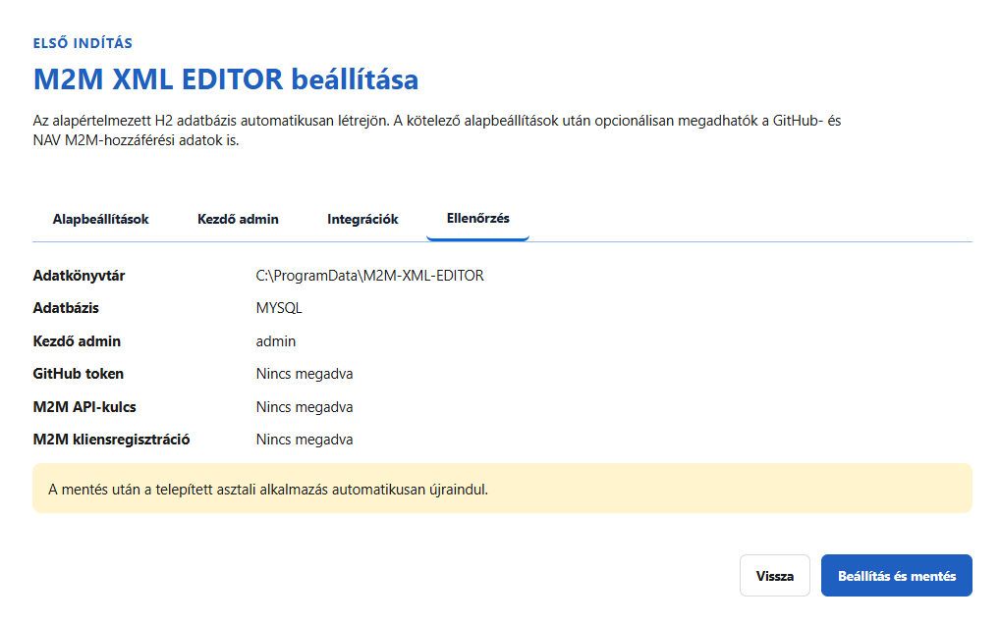 ELSŐ INDÍTÁS
M2M XML EDITOR beállítása
Az alapértelmezett H2 adatbázis automatikusan létrejön. A kötelező alapbeállítások után opcionálisan megadhatók a GitHub- és
NAV M2M-hozzáférési adatok is.
Alapbeállítások Kezdő admin Integrációk Ellenőrzés
Adatkönyvtár C:\ProgramData\M2M-XML-EDITOR
Adatbázis MYSQL
Kezdő admin admin
GitHub token Nincs megadva
M2M API-kulcs Nincs megadva
M2M kliensregisztráció Nincs megadva
A mentés után a telepített asztali alkalmazás automatikusan újraindul.
Vissza Beállítás és mentés